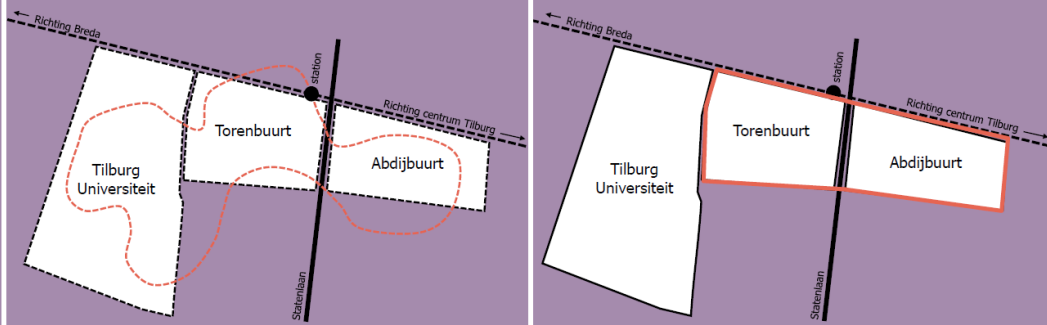 Richting Breda
station
Richting centrum Tilburg
Torenbuurt
Abdijbuurt
Tilburg
Universiteit
Statenlaan
Richting Breda
station
Richting centrum Tilburg
Torenbuurt
Abdijbuurt
Tilburg
Universiteit
Statenlaan